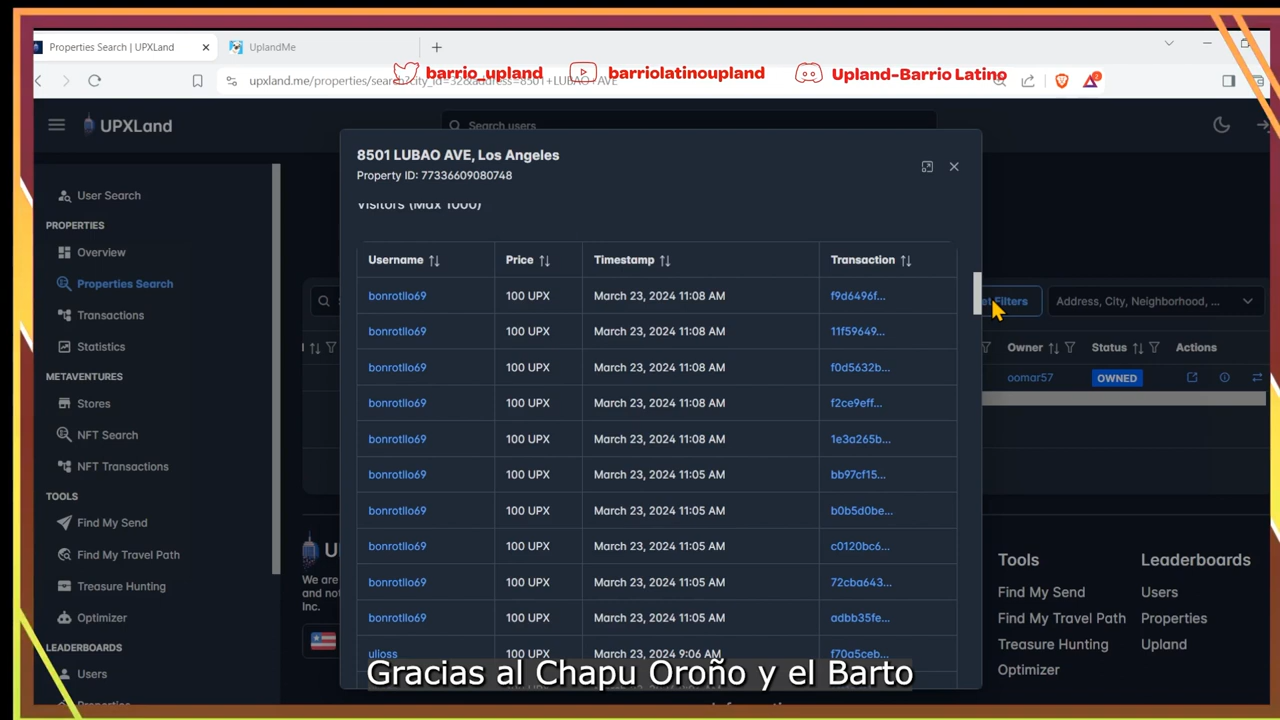 Properties Search | UPXLand
UplandMe
barrio_upland
barriolatinoupland
Upland-Barrio Latino
upxland.me/properties/search?city_id=32&address=8501+LUBAO+AVE
UPXLand
Search users
8501 LUBAO AVE, Los Angeles
Property ID: 77336609080748
Visitors (Max 1000)
User Search
PROPERTIES
Overview
Properties Search
Transactions
Statistics
METAVENTURES
Stores
NFT Search
NFT Transactions
TOOLS
Find My Send
Find My Travel Path
Treasure Hunting
Optimizer
LEADERBOARDS
Users
Properties
Username Price Timestamp Transaction
bonrotllo69 100 UPX March 23, 2024 11:08 AM f9d6496f...
bonrotllo69 100 UPX March 23, 2024 11:08 AM 11f59649...
bonrotllo69 100 UPX March 23, 2024 11:08 AM f0d5632b...
bonrotllo69 100 UPX March 23, 2024 11:08 AM f2ce9eff...
bonrotllo69 100 UPX March 23, 2024 11:08 AM 1e3a265b...
bonrotllo69 100 UPX March 23, 2024 11:05 AM bb97cf15...
bonrotllo69 100 UPX March 23, 2024 11:05 AM b0b5d0be...
bonrotllo69 100 UPX March 23, 2024 11:05 AM c0120bc6...
bonrotllo69 100 UPX March 23, 2024 11:05 AM 72cba643...
bonrotllo69 100 UPX March 23, 2024 11:05 AM adbb35fe...
ulioss March 23, 2024 9:06 AM f70a5ceb...
Filters
Address, City, Neighborhood, ...
Owner Status Actions
oomar57 OWNED
We are
and not
Inc.
Tools
Find My Send
Find My Travel Path
Treasure Hunting
Optimizer
Leaderboards
Users
Properties
Upland
Gracias al Chapu Oroño y el Barto